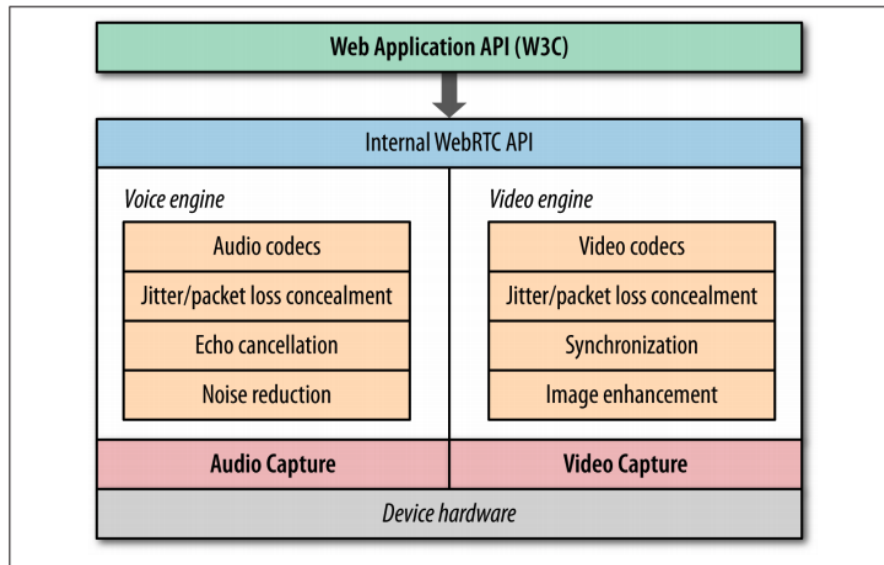 Web Application API (W3C)
Internal WebRTC API
Voice engine
Audio codecs
Jitter/packet loss concealment
Echo cancellation
Noise reduction
Video engine
Video codecs
Jitter/packet loss concealment
Synchronization
Image enhancement
Audio Capture
Video Capture
Device hardware